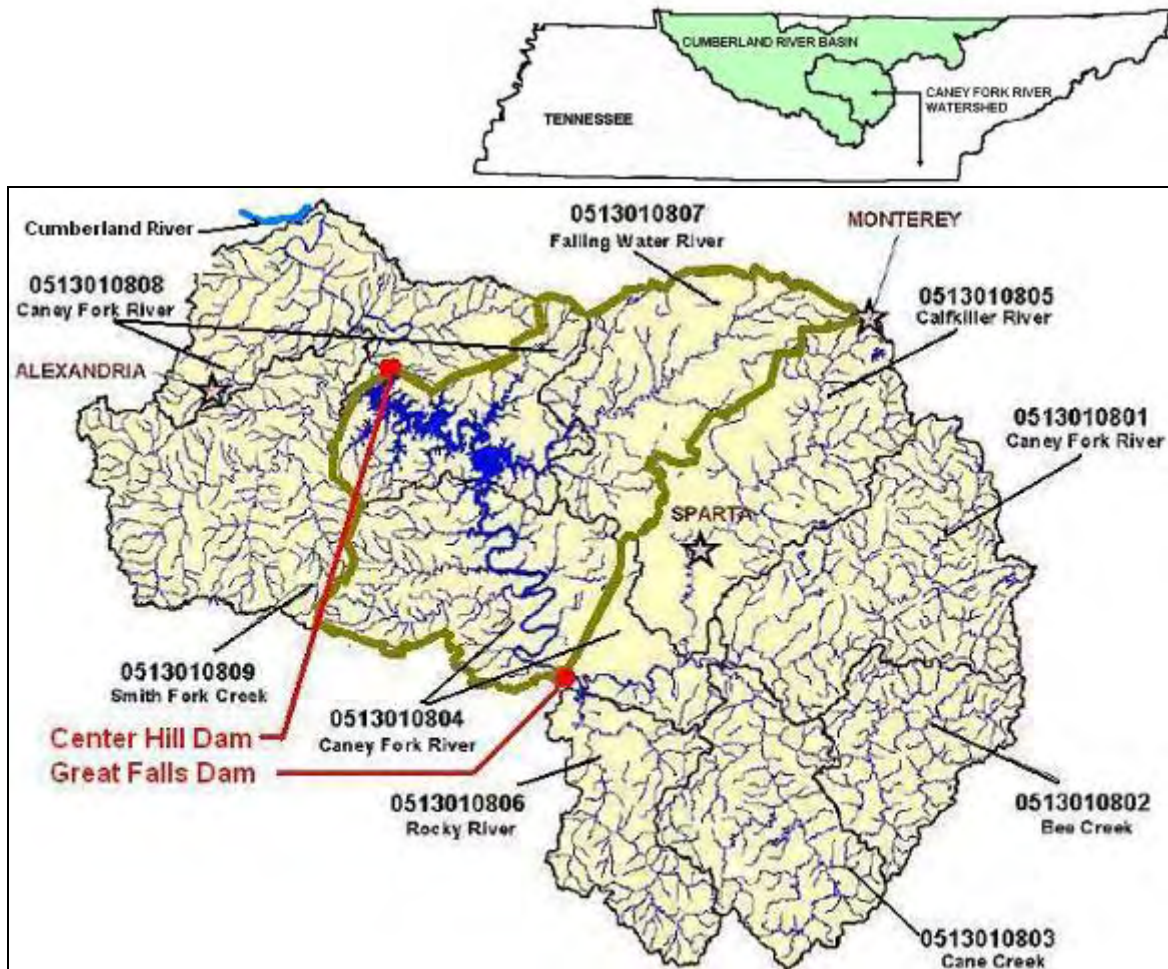 CUMBERLAND RIVER BASIN
CANEY FORK RIVER
WATERSHED
TENNESSEE
Cumberland River
0513010807
Falling Water River
MONTEREY
0513010808
Caney Fork River
0513010805
Calfkiller River
ALEXANDRIA
0513010801
Caney Fork River
SPARTA
0513010809
Smith Fork Creek
0513010804
Caney Fork River
Center Hill Dam
Great Falls Dam
0513010806
Rocky River
0513010802
Bee Creek
0513010803
Cane Creek